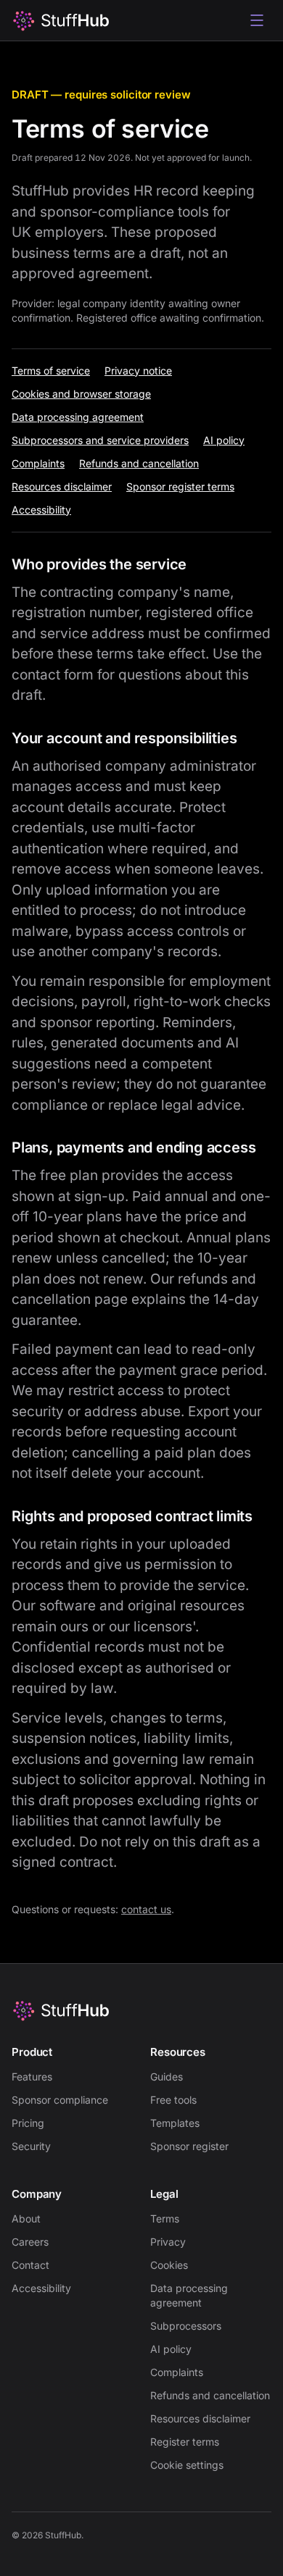 StuffHub
DRAFT — requires solicitor review
Terms of service
Draft prepared 12 Nov 2026. Not yet approved for launch.
StuffHub provides HR record keeping
and sponsor-compliance tools for
UK employers. These proposed
business terms are a draft, not an
approved agreement.
Provider: legal company identity awaiting owner
confirmation. Registered office awaiting confirmation.
Terms of service Privacy notice
Cookies and browser storage
Data processing agreement
Subprocessors and service providers AI policy
Complaints Refunds and cancellation
Resources disclaimer Sponsor register terms
Accessibility
Who provides the service
The contracting company's name,
registration number, registered office
and service address must be confirmed
before these terms take effect. Use the
contact form for questions about this
draft.
Your account and responsibilities
An authorised company administrator
manages access and must keep
account details accurate. Protect
credentials, use multi-factor
authentication where required, and
remove access when someone leaves.
Only upload information you are
entitled to process; do not introduce
malware, bypass access controls or
use another company's records.
You remain responsible for employment
decisions, payroll, right-to-work checks
and sponsor reporting. Reminders,
rules, generated documents and AI
suggestions need a competent
person's review; they do not guarantee
compliance or replace legal advice.
Plans, payments and ending access
The free plan provides the access
shown at sign-up. Paid annual and one-
off 10-year plans have the price and
period shown at checkout. Annual plans
renew unless cancelled; the 10-year
plan does not renew. Our refunds and
cancellation page explains the 14-day
guarantee.
Failed payment can lead to read-only
access after the payment grace period.
We may restrict access to protect
security or address abuse. Export your
records before requesting account
deletion; cancelling a paid plan does
not itself delete your account.
Rights and proposed contract limits
You retain rights in your uploaded
records and give us permission to
process them to provide the service.
Our software and original resources
remain ours or our licensors'.
Confidential records must not be
disclosed except as authorised or
required by law.
Service levels, changes to terms,
suspension notices, liability limits,
exclusions and governing law remain
subject to solicitor approval. Nothing in
this draft proposes excluding rights or
liabilities that cannot lawfully be
excluded. Do not rely on this draft as a
signed contract.
Questions or requests: contact us.
StuffHub
Product
Features
Sponsor compliance
Pricing
Security
Resources
Guides
Free tools
Templates
Sponsor register
Company
About
Careers
Contact
Accessibility
Legal
Terms
Privacy
Cookies
Data processing
agreement
Subprocessors
AI policy
Complaints
Refunds and cancellation
Resources disclaimer
Register terms
Cookie settings
© 2026 StuffHub.